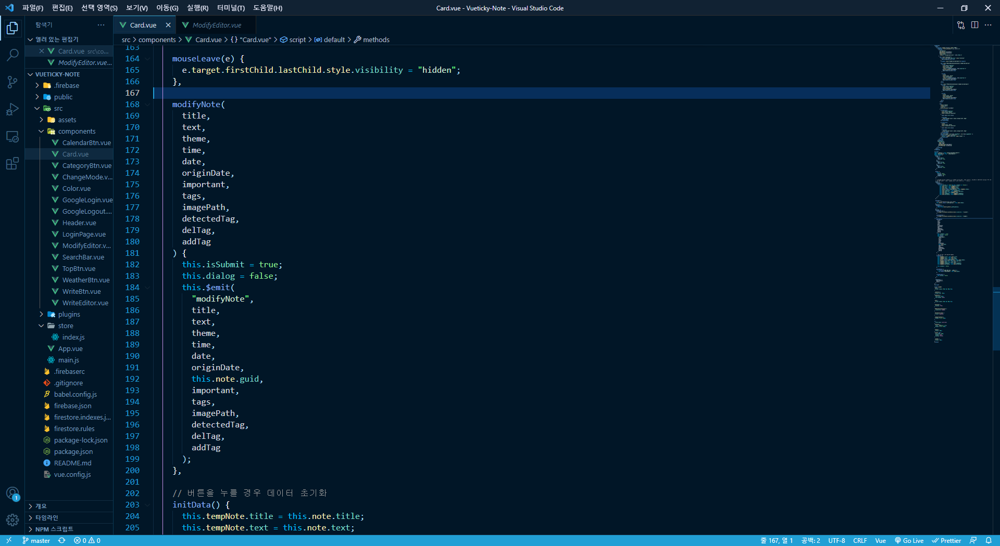 파일(F) 편집(E) 선택 영역(S) 보기(V) 이동(G) 실행(R) 터미널(T) 도움말(H)
Card.vue - Vueticky-Note - Visual Studio Code
탐색기
Card.vue
ModifyEditor.vue
src > components > Card.vue > {} "Card.vue" > script > default > methods
열려 있는 편집기
Card.vue src\co...
ModifyEditor.vue...
VUETICKY-NOTE
.firebase
public
src
assets
components
CalendarBtn.vue
Card.vue
CategoryBtn.vue
ChangeMode.v...
Color.vue
GoogleLogin.vue
GoogleLogout....
Header.vue
LoginPage.vue
ModifyEditor.v...
SearchBar.vue
TopBtn.vue
WeatherBtn.vue
WriteBtn.vue
WriteEditor.vue
plugins
store
index.js
App.vue
main.js
.firebaserc
.gitignore
babel.config.js
firebase.json
firestore.indexes.j...
firestore.rules
package-lock.json
package.json
README.md
vue.config.js
개요
타임라인
NPM 스크립트
1
163
164 mouseLeave(e) {
165 e.target.firstChild.lastChild.style.visibility = "hidden";
166 },
167
168 modifyNote(
169 title,
170 text,
171 theme,
172 time,
173 date,
174 originDate,
175 important,
176 tags,
177 imagePath,
178 detectedTag,
179 delTag,
180 addTag
181 ) {
182 this.isSubmit = true;
183 this.dialog = false;
184 this.$emit(
185 "modifyNote",
186 title,
187 text,
188 theme,
189 time,
190 date,
191 originDate,
192 this.note.guid,
193 important,
194 tags,
195 imagePath,
196 detectedTag,
197 delTag,
198 addTag
199 );
200 },
201
202 // 버튼을 누를 경우 데이터 초기화
203 initData() {
204 this.tempNote.title = this.note.title;
205 this.tempNote.text = this.note.text;
master 0 0
줄 167, 열 1 공백: 2 UTF-8 CRLF Vue Go Live Prettier